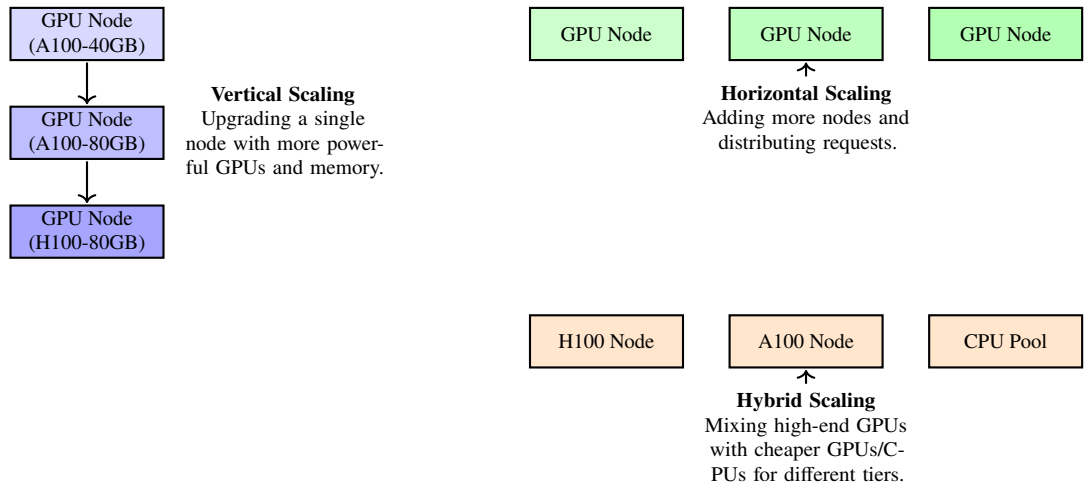 GPU Node
(A100-40GB)
GPU Node
(A100-80GB)
GPU Node
(H100-80GB)
Vertical Scaling
Upgrading a single
node with more power-
ful GPUs and memory.
GPU Node
GPU Node
GPU Node
Horizontal Scaling
Adding more nodes and
distributing requests.
H100 Node
A100 Node
CPU Pool
Hybrid Scaling
Mixing high-end GPUs
with cheaper GPUs/C-
PUs for different tiers.